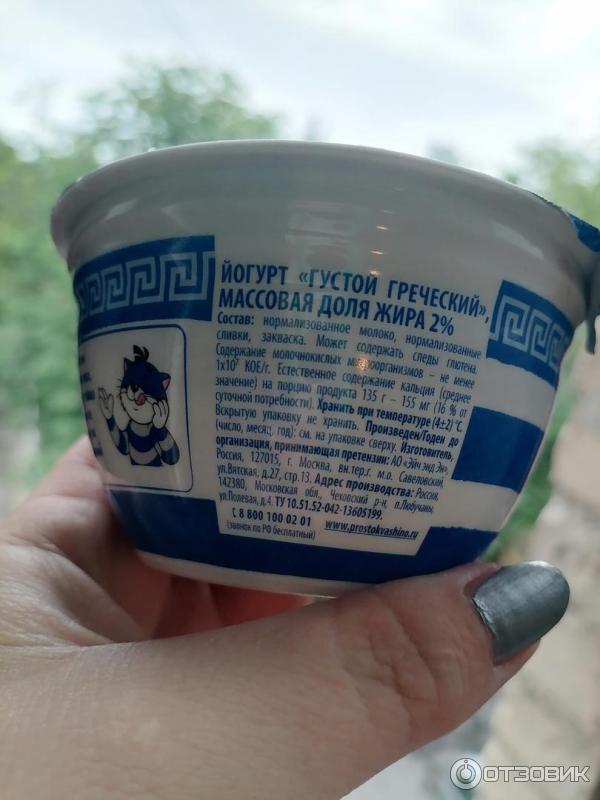 ЙОГУРТ «ГУСТОЙ ГРЕЧЕСКИЙ»,
МАССОВАЯ ДОЛЯ ЖИРА 2%
Состав: нормализованное молоко, нормализованные
сливки, закваска. Может содержать следы глютена.
Содержание молочнокислых микроорганизмов – не менее
1x10⁷ КОЕ/г. Естественное содержание кальция (среднее
значение) на порцию продукта 135 г – 155 мг (16 % от
суточной потребности). Хранить при температуре (4±2)°С.
Вскрытую упаковку не хранить. Произведен/Годен до
(число, месяц, год): см. на упаковке сверху. Изготовитель,
организация, принимающая претензии: АО «Эйч энд Эн»,
Россия, 127015, г. Москва, вн.тер.г. м.о. Савеловский,
ул.Вятская, д.27, стр.13. Адрес производства: Россия,
142380, Московская обл., Чеховский р-н, п.Любучаны,
ул.Полевая, д.4. ТУ 10.51.52-042-13605199.
С 8 800 100 0 201
(звонок по РФ бесплатный) www.prostokvashino.ru
ОТЗОВИК